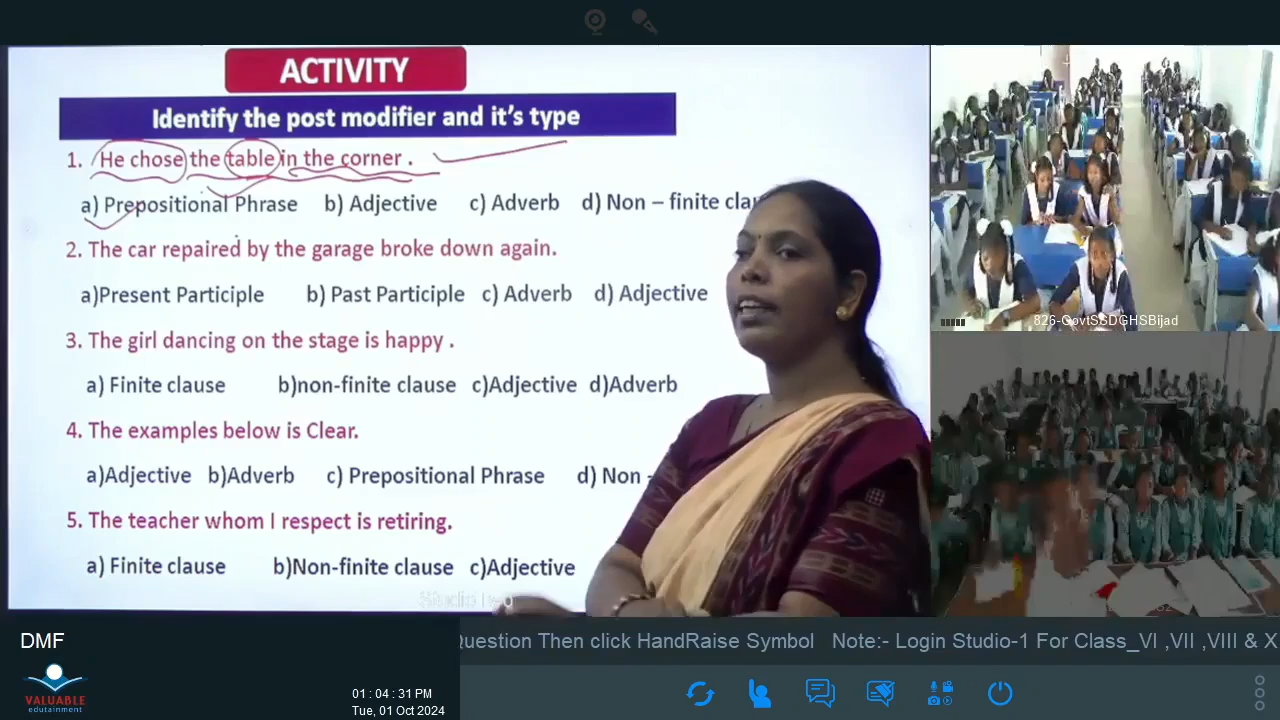 ACTIVITY
Identify the post modifier and it's type
1. He chose the table in the corner .
a) Prepositional Phrase b) Adjective c) Adverb d) Non – finite clau
2. The car repaired by the garage broke down again.
a)Present Participle b) Past Participle c) Adverb d) Adjective
3. The girl dancing on the stage is happy .
a) Finite clause b)non-finite clause c)Adjective d)Adverb
4. The examples below is Clear.
a)Adjective b)Adverb c) Prepositional Phrase d) Non -
5. The teacher whom I respect is retiring.
a) Finite clause b)Non-finite clause c)Adjective
826-GovtSSDGHSBijad
DMF
Question Then click HandRaise Symbol Note:- Login Studio-1 For Class_VI ,VII ,VIII & X
VALUABLE
edutainment
01 : 04 : 31 PM
Tue, 01 Oct 2024